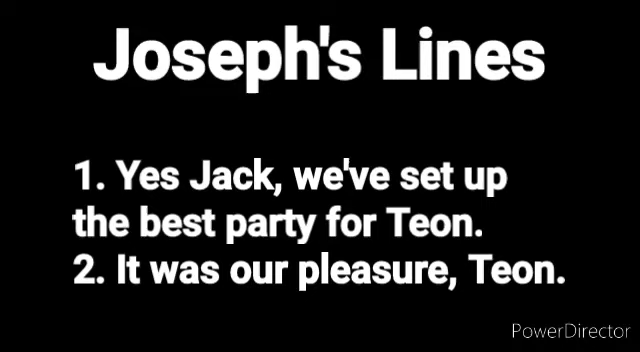 Joseph's Lines
1. Yes Jack, we've set up
the best party for Teon.
2. It was our pleasure, Teon.
PowerDirector